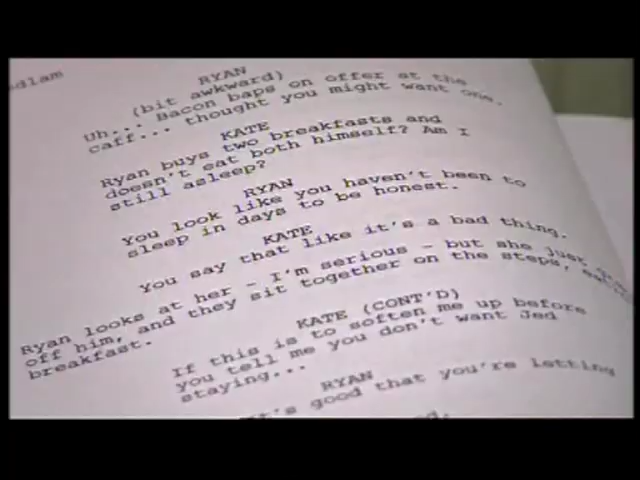 dlam
RYAN
(bit awkward)
Uh... Bacon baps on offer at the
caff... thought you might want one.
KATE
Ryan buys two breakfasts and
doesn't eat both himself? Am I
still asleep?
RYAN
You look like you haven't been to
sleep in days to be honest.
KATE
You say that like it's a bad thing.
Ryan looks at her - I'm serious - but she just
off him, and they sit together on the steps,
breakfast.
KATE (CONT'D)
If this is to soften me up before
you tell me you don't want Jed
staying...
RYAN
It's good that you're letting